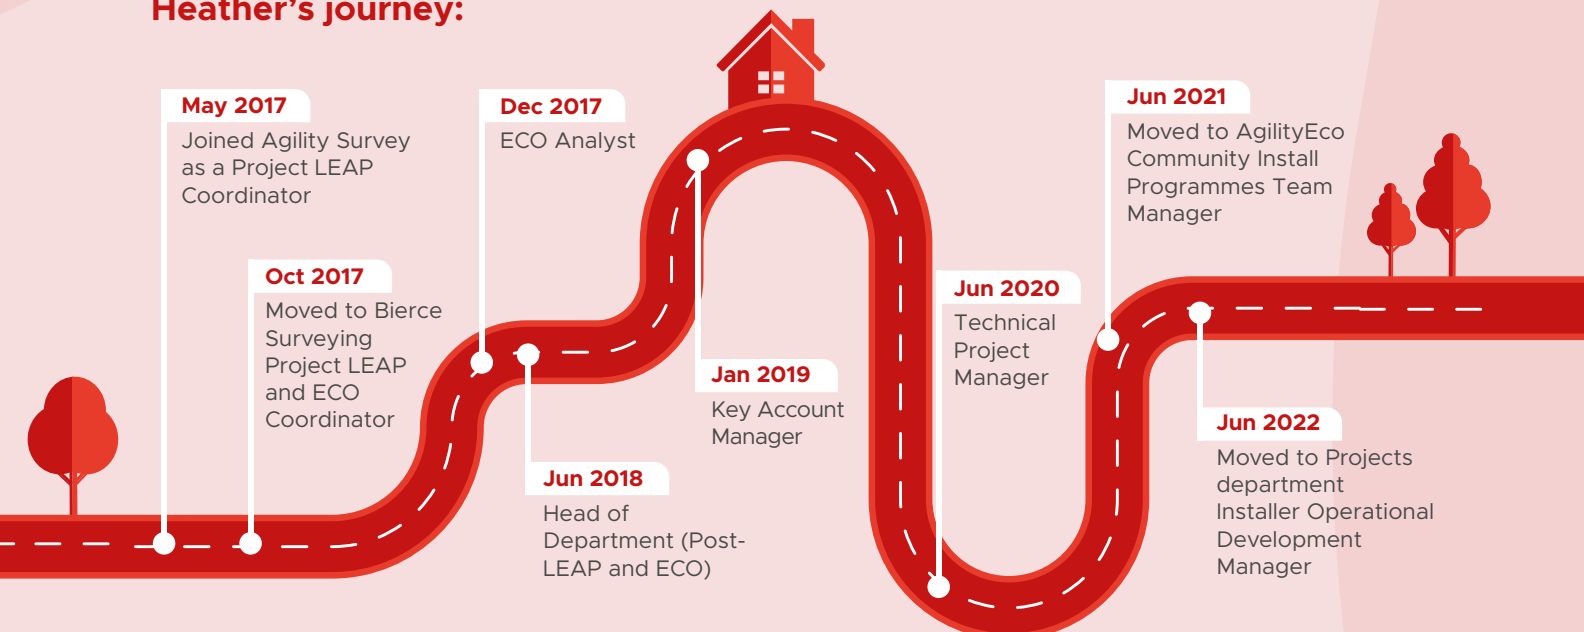 Heather's journey:
May 2017
Joined Agility Survey
as a Project LEAP
Coordinator
Oct 2017
Moved to Bierce
Surveying
Project LEAP
and ECO
Coordinator
Dec 2017
ECO Analyst
Jun 2018
Head of
Department (Post-
LEAP and ECO)
Jan 2019
Key Account
Manager
Jun 2020
Technical
Project
Manager
Jun 2021
Moved to AgilityEco
Community Install
Programmes Team
Manager
Jun 2022
Moved to Projects
department
Installer Operational
Development
Manager